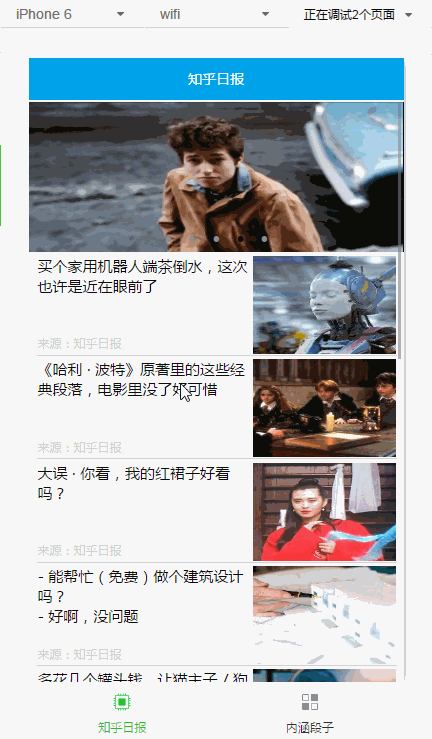 iPhone 6
wifi
正在调试2个页面
知乎日报
买个家用机器人端茶倒水，这次
也许是近在眼前了
来源：知乎日报
《哈利 · 波特》原著里的这些经
典段落，电影里没了好可惜
来源：知乎日报
大误 · 你看，我的红裙子好看
吗？
来源：知乎日报
- 能帮忙（免费）做个建筑设计
吗？
- 好啊，没问题
来源：知乎日报
多花几个罐头钱，让猫主子／狗
知乎日报
内涵段子